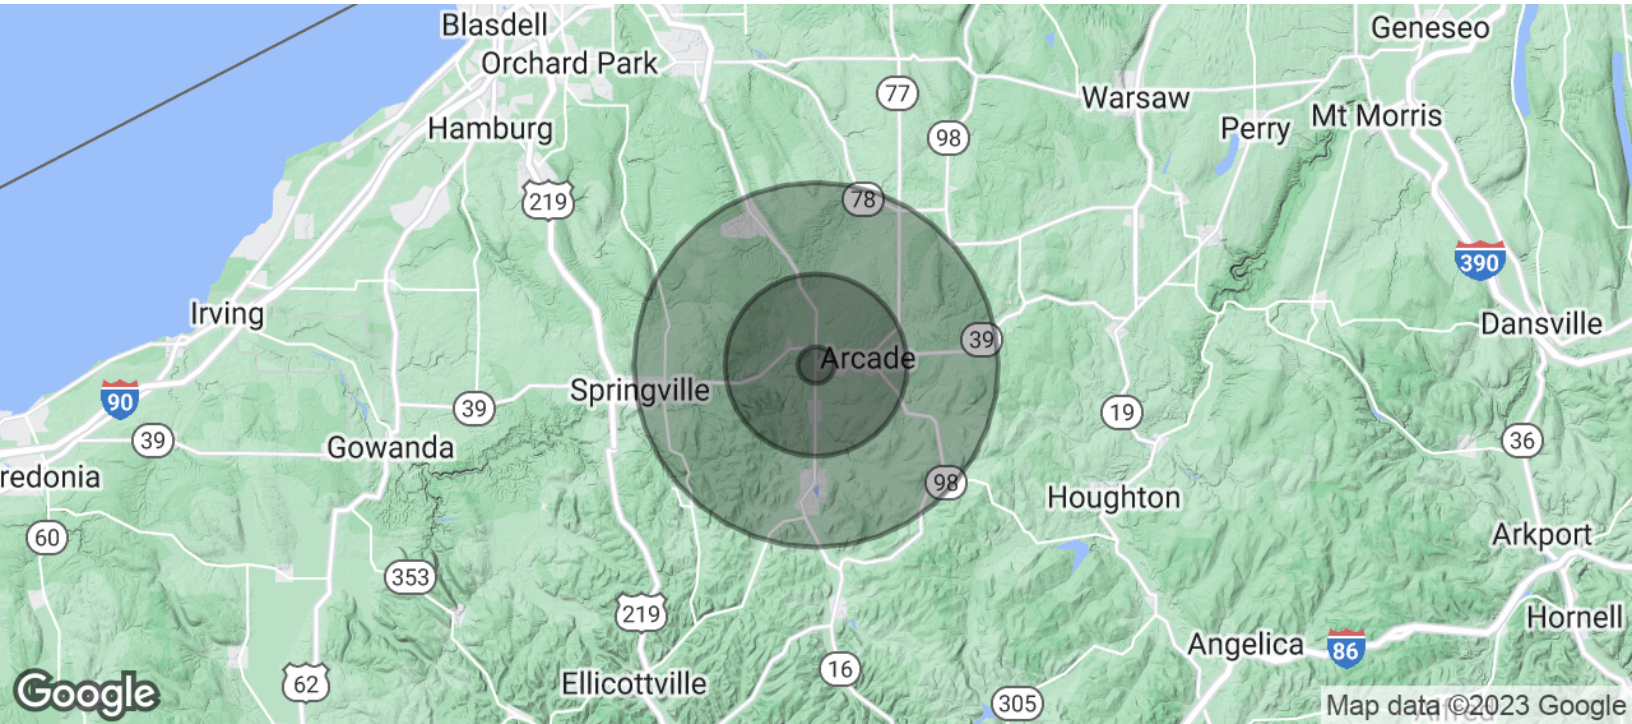 Blasdell
Geneseo
Orchard Park
77
Warsaw
Mt Morris
Hamburg
Perry
98
219
78
390
Irving
Dansville
39
Arcade
Springville
90
39
19
39
Gowanda
36
redonia
98
Houghton
60
Arkport
353
219
Hornell
Angelica
86
16
62
Ellicottville
Google
305
Map data ©2023 Google